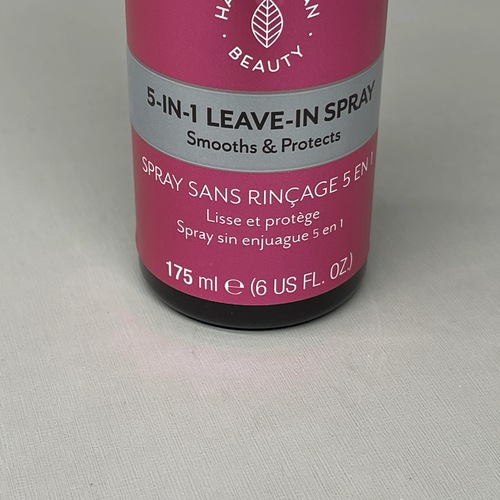 BEAUTY
5-IN-1 LEAVE-IN SPRAY
Smooths & Protects
SPRAY SANS RINÇAGE 5 EN 1
Lisse et protège
Spray sin enjuague 5 en 1
175 ml ℮ (6 US FL. OZ.)